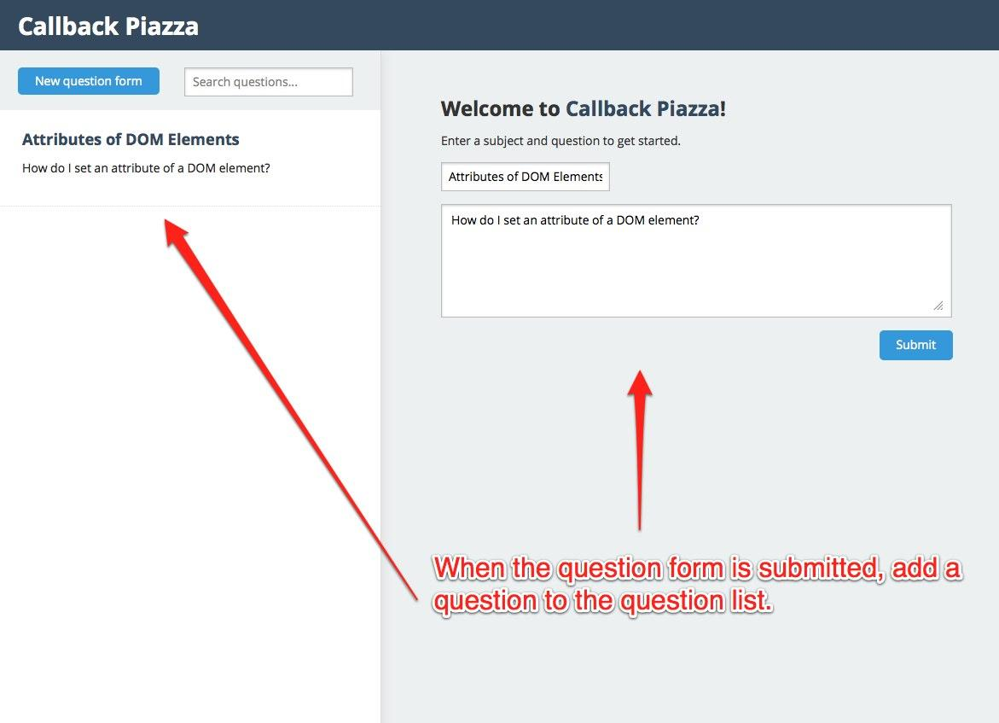 Callback Piazza
New question form
Search questions...
Attributes of DOM Elements
How do I set an attribute of a DOM element?
Welcome to Callback Piazza!
Enter a subject and question to get started.
Attributes of DOM Elements
How do I set an attribute of a DOM element?
Submit
When the question form is submitted, add a
question to the question list.